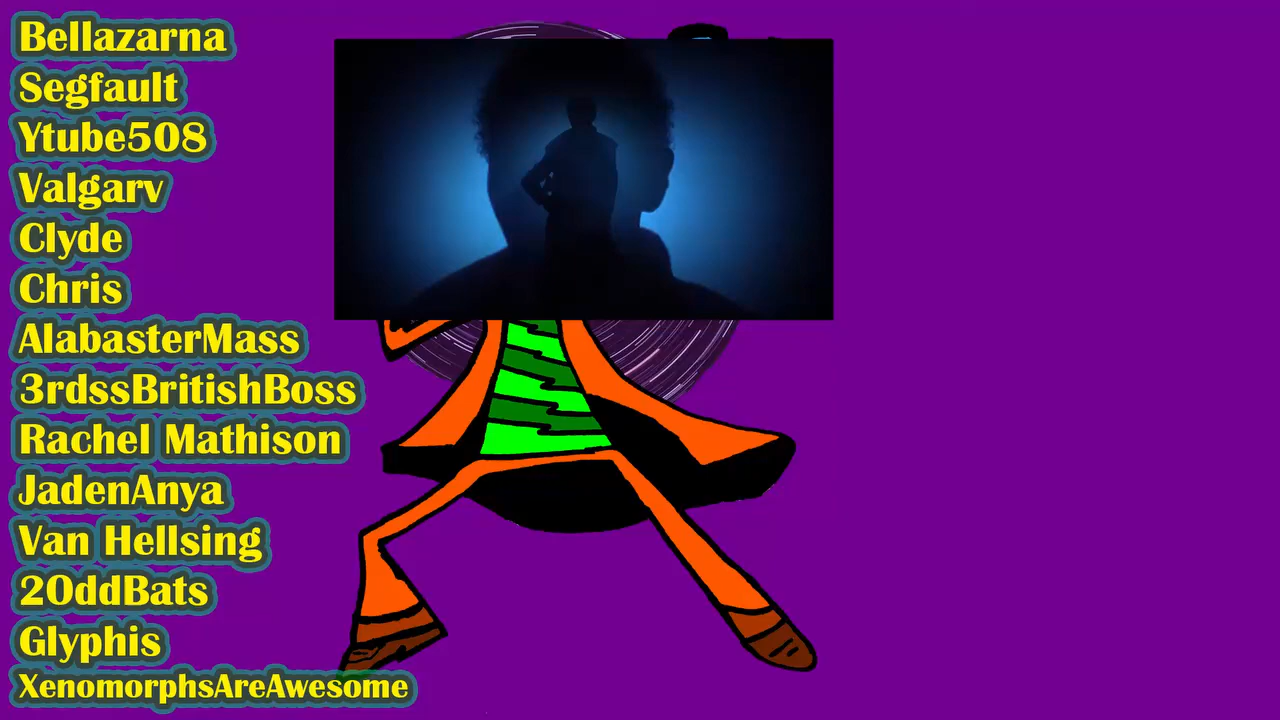 Bellazarna
Segfault
Ytube508
Valgarv
Clyde
Chris
AlabasterMass
3rdssBritishBoss
Rachel Mathison
JadenAnya
Van Hellsing
2OddBats
Glyphis
XenomorphsAreAwesome